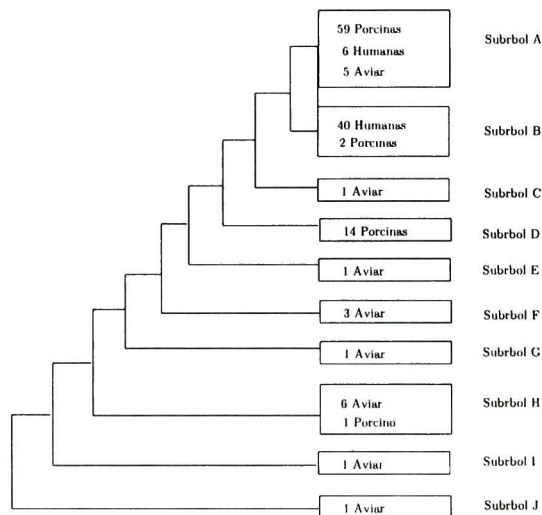 59 Porcinas
6 Humanas
5 Aviar
Subrbol A
40 Humanas
2 Porcinas
Subrbol B
1 Aviar
Subrbol C
14 Porcinas
Subrbol D
1 Aviar
Subrbol E
3 Aviar
Subrbol F
1 Aviar
Subrbol G
6 Aviar
1 Porcino
Subrbol H
1 Aviar
Subrbol I
1 Aviar
Subrbol J